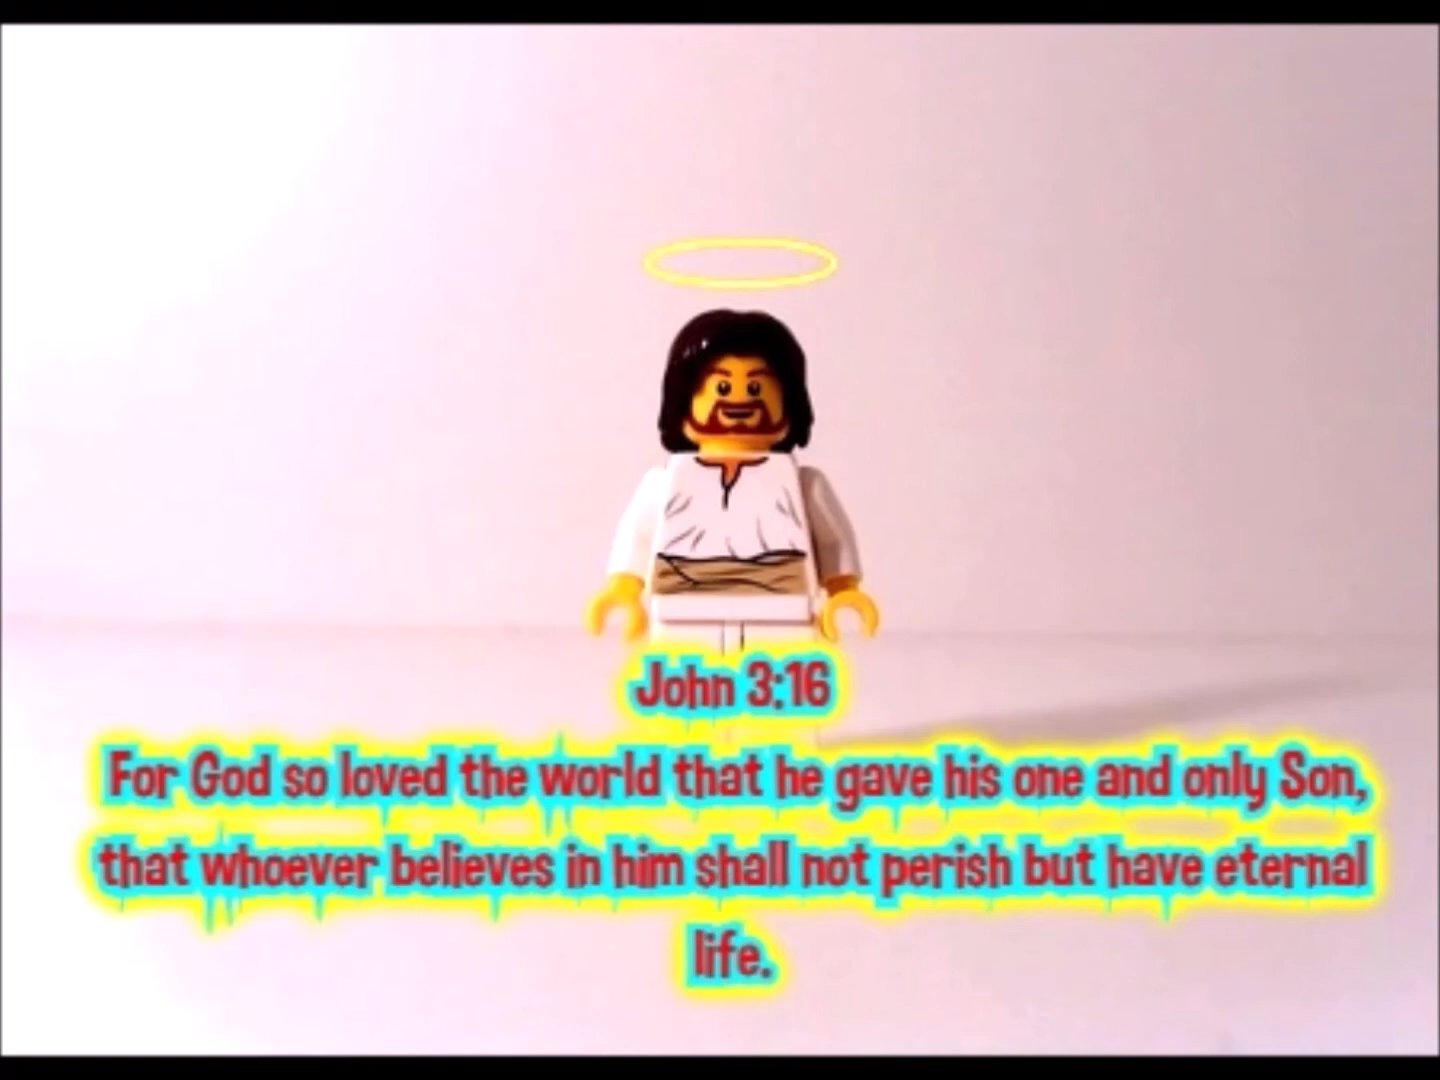 John 3:16
For God so loved the world that he gave his one and only Son,
that whoever believes in him shall not perish but have eternal
life.